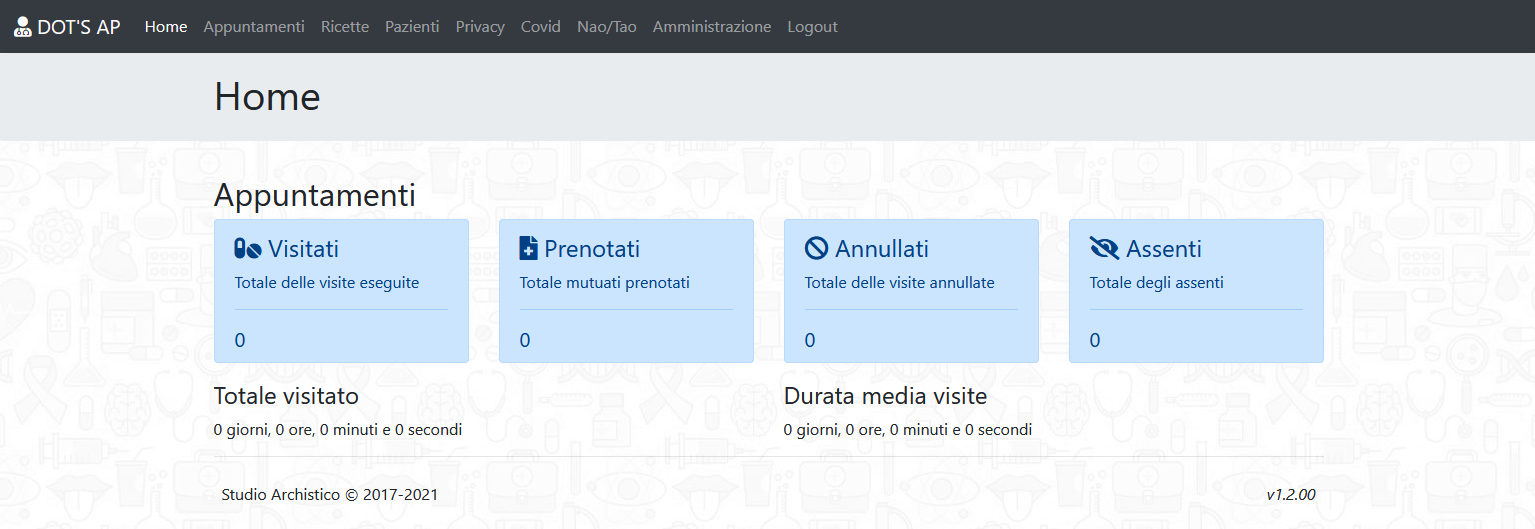 DOT'S AP Home Appuntamenti Ricette Pazienti Privacy Covid Nao/Tao Amministrazione Logout
Home
Appuntamenti
Visitati
Totale delle visite eseguite
0
Prenotati
Totale mutuati prenotati
0
Annullati
Totale delle visite annullate
0
Assenti
Totale degli assenti
0
Totale visitato
0 giorni, 0 ore, 0 minuti e 0 secondi
Durata media visite
0 giorni, 0 ore, 0 minuti e 0 secondi
Studio Archistico © 2017-2021
v1.2.00